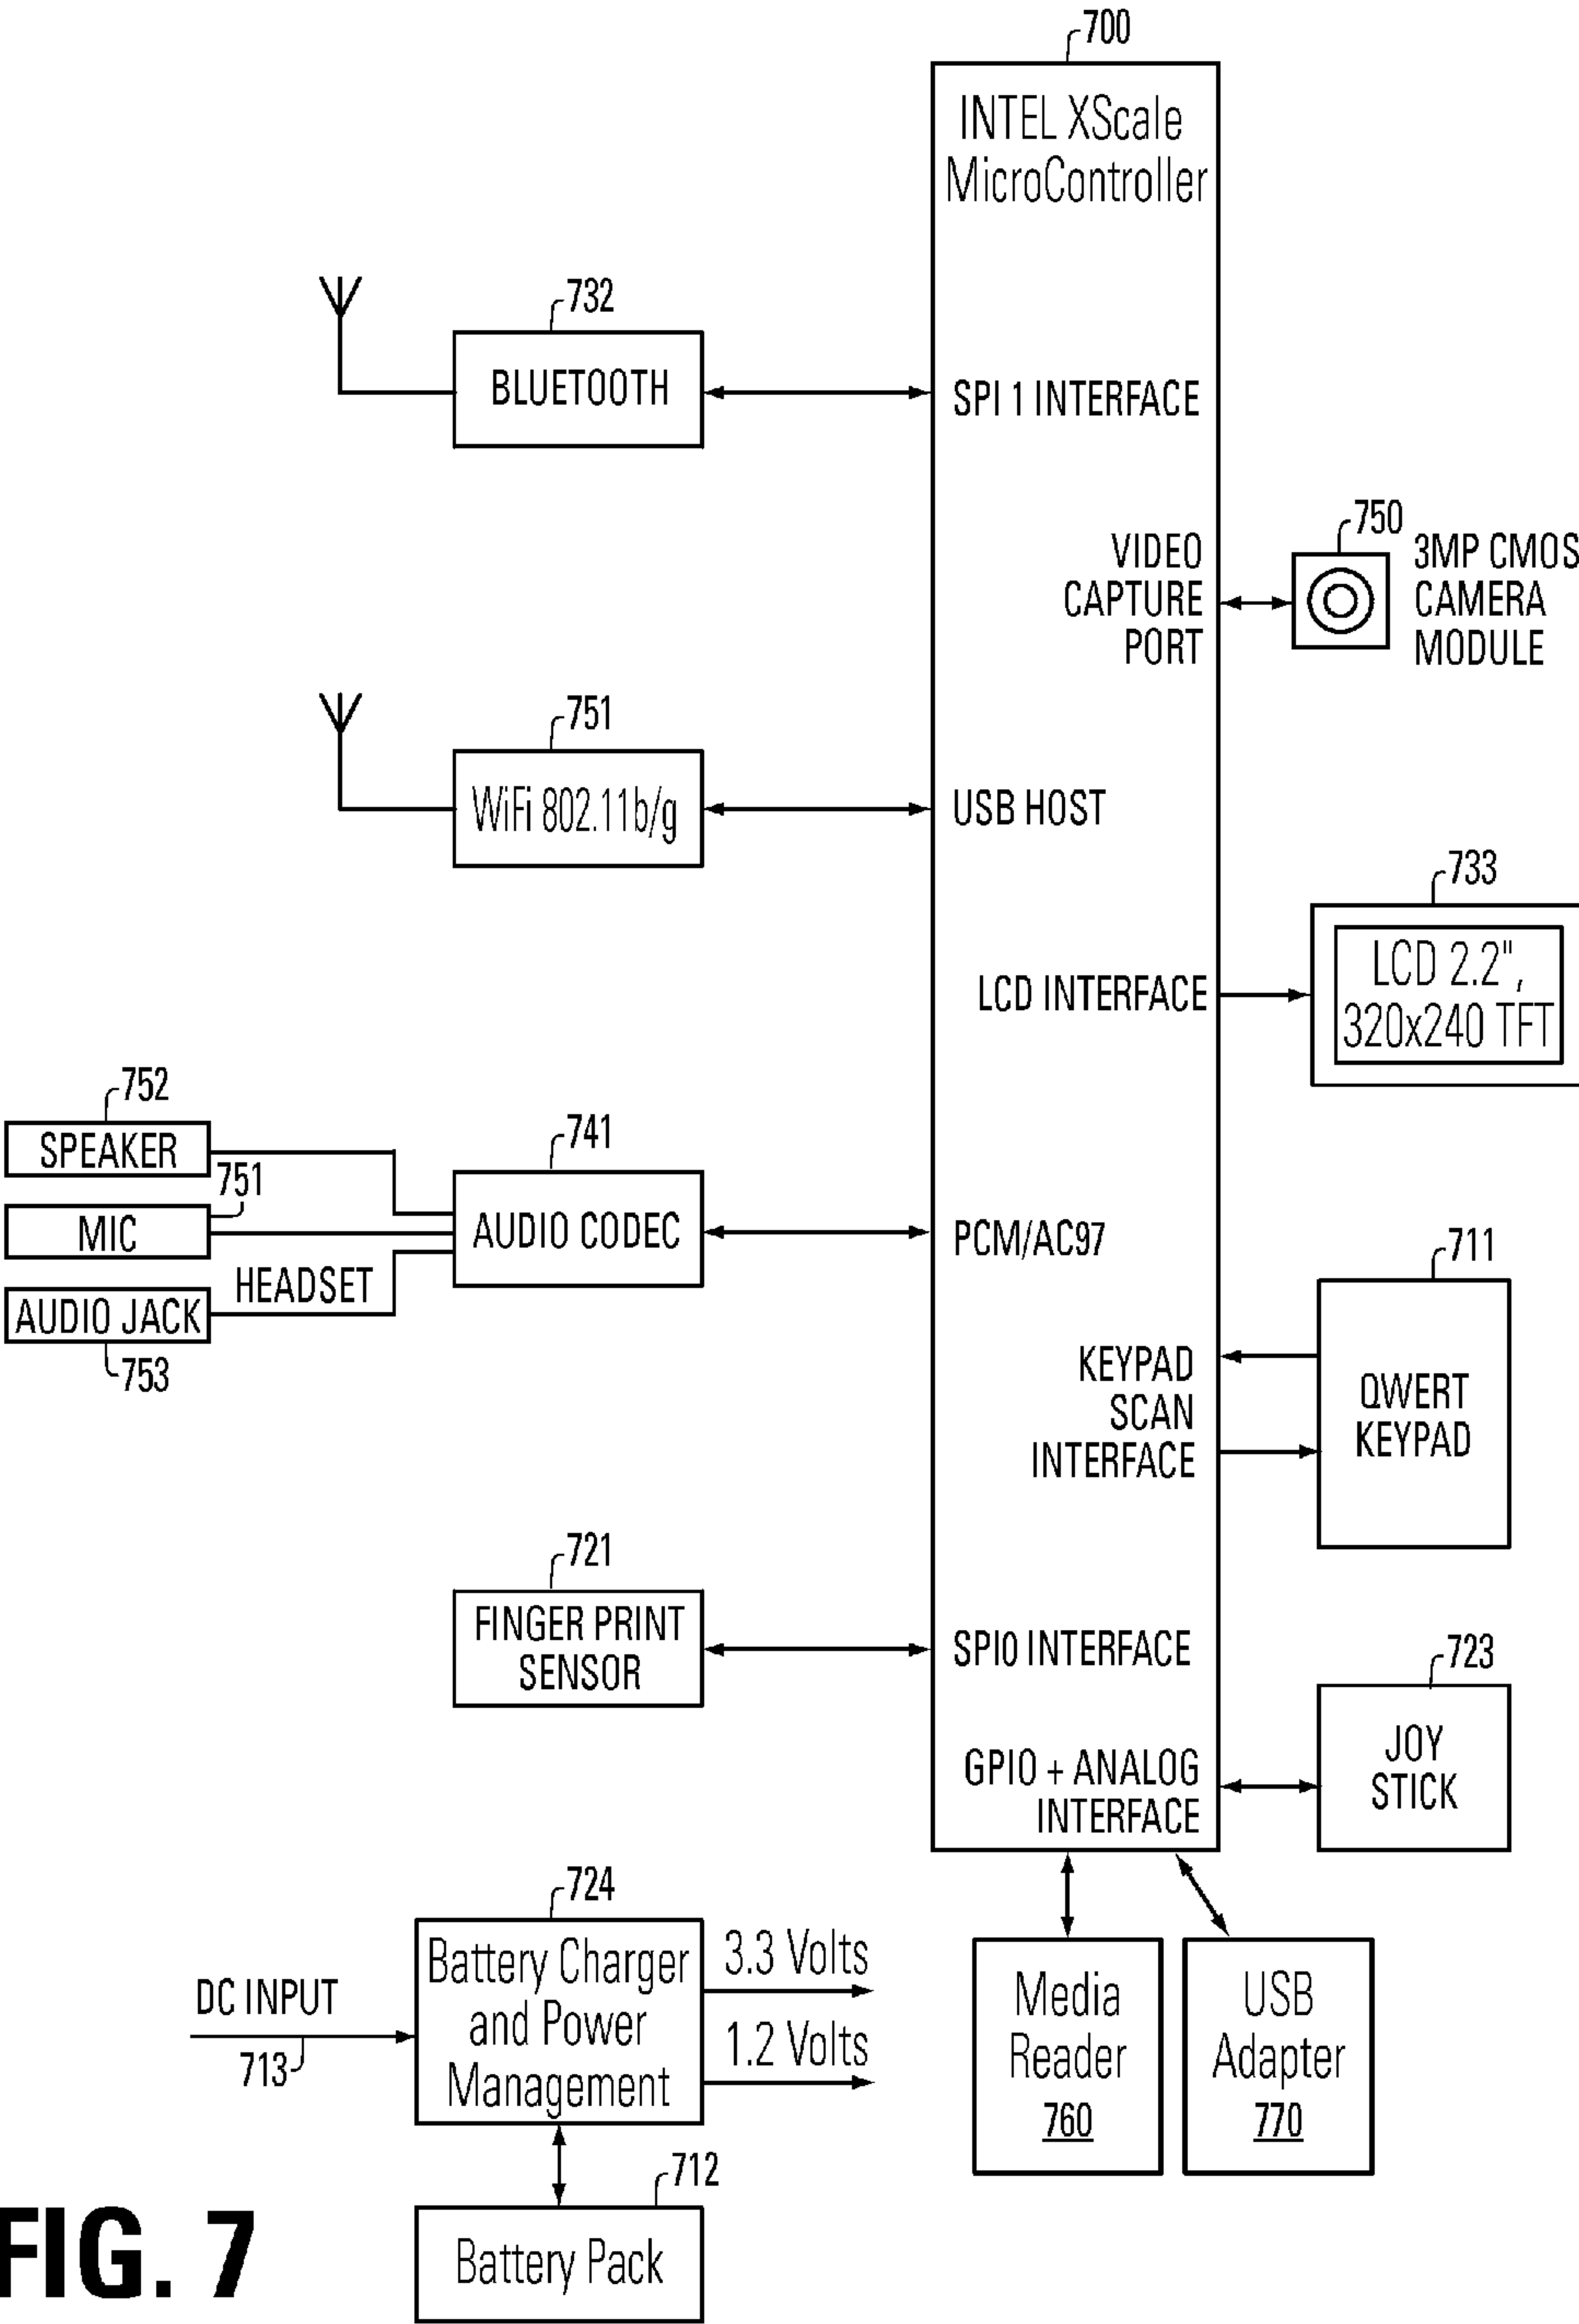 700
INTEL XScale
MicroController
732
BLUETOOTH
SPI 1 INTERFACE
750
VIDEO
CAPTURE
PORT
3MP CMOS
CAMERA
MODULE
751
WiFi 802.11b/g
USB HOST
733
LCD INTERFACE
LCD 2.2",
320x240 TFT
752
SPEAKER
751
MIC
HEADSET
AUDIO JACK
753
741
AUDIO CODEC
PCM/AC97
711
KEYPAD
SCAN
INTERFACE
QWERT
KEYPAD
721
FINGER PRINT
SENSOR
SPI0 INTERFACE
723
GPIO + ANALOG
INTERFACE
JOY
STICK
724
DC INPUT
713
Battery Charger
and Power
Management
3.3 Volts
1.2 Volts
Media
Reader
760
USB
Adapter
770
712
Battery Pack
FIG. 7